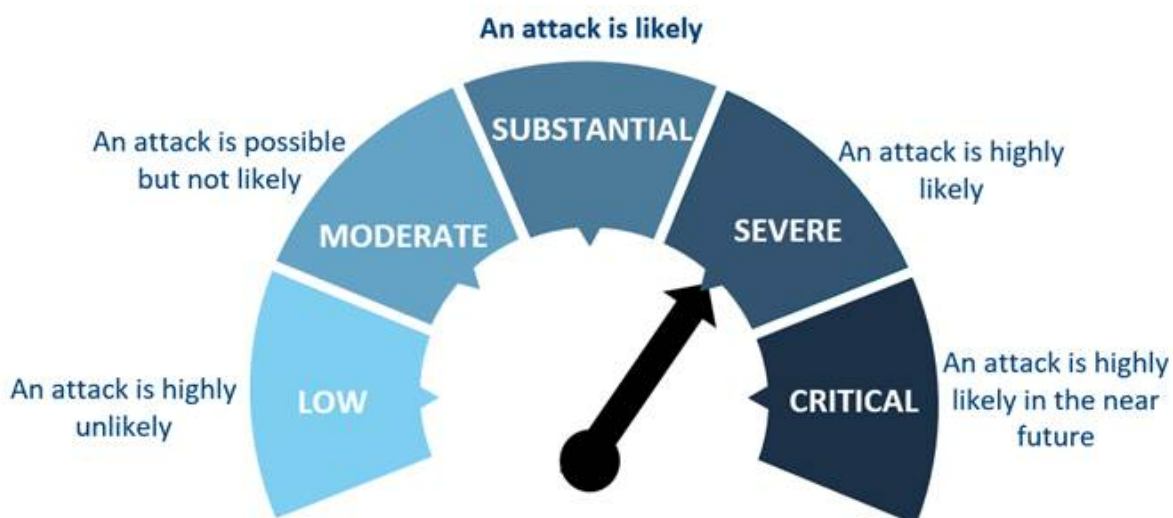 An attack is likely
SUBSTANTIAL
An attack is possible
but not likely
MODERATE
An attack is highly
likely
SEVERE
An attack is highly
unlikely
LOW
An attack is highly
likely in the near
future
CRITICAL